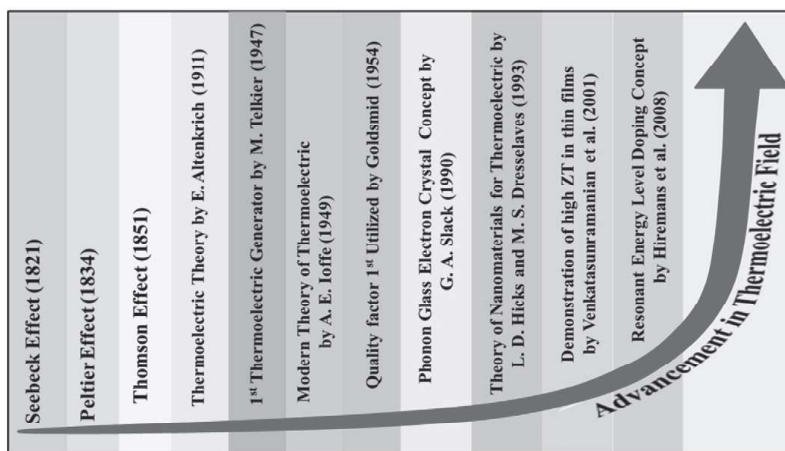 Seebeck Effect (1821)
Peltier Effect (1834)
Thomson Effect (1851)
Thermoelectric Theory by E. Altenkrich (1911)
1st Thermoelectric Generator by M. Telkier (1947)
Modern Theory of Thermoelectric
by A. E. Ioffe (1949)
Quality factor 1st Utilized by Goldsmid (1954)
Phonon Glass Electron Crystal Concept by
G. A. Slack (1990)
Theory of Nanomaterials for Thermoelectric by
L. D. Hicks and M. S. Dresselaves (1993)
Demonstration of high ZT in thin films
by Venkatasunramanian et al. (2001)
Resonant Energy Level Doping Concept
by Hiremans et al. (2008)
Advancement in Thermoelectric Field